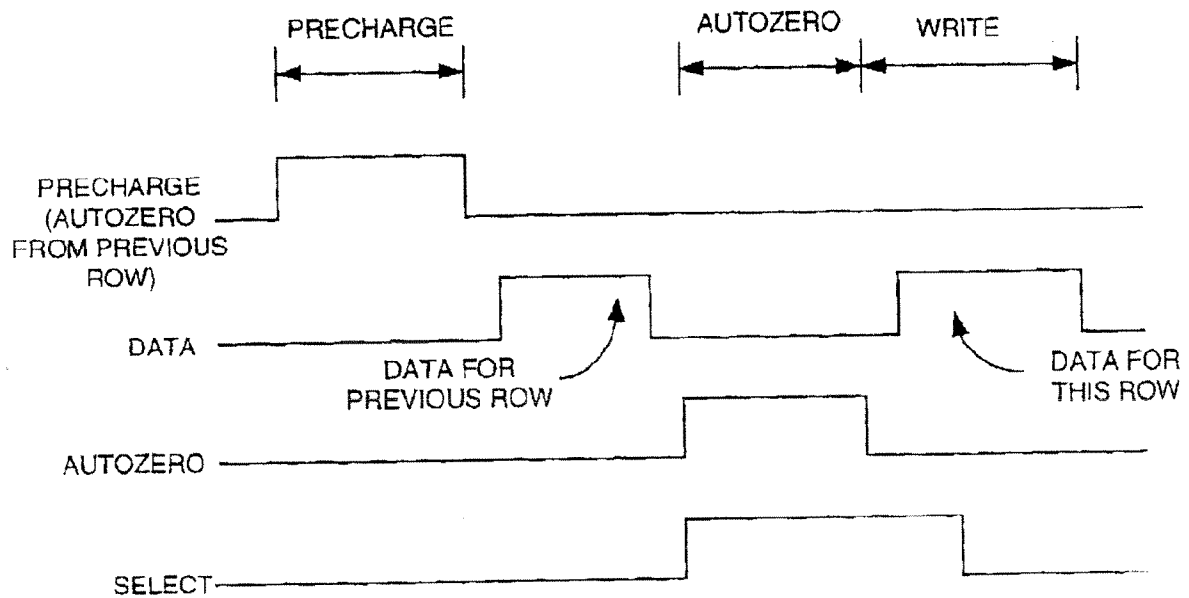 PRECHARGE
AUTOZERO
WRITE
PRECHARGE
(AUTOZERO
FROM PREVIOUS
ROW)
DATA
DATA FOR
PREVIOUS ROW
DATA FOR
THIS ROW
AUTOZERO
SELECT